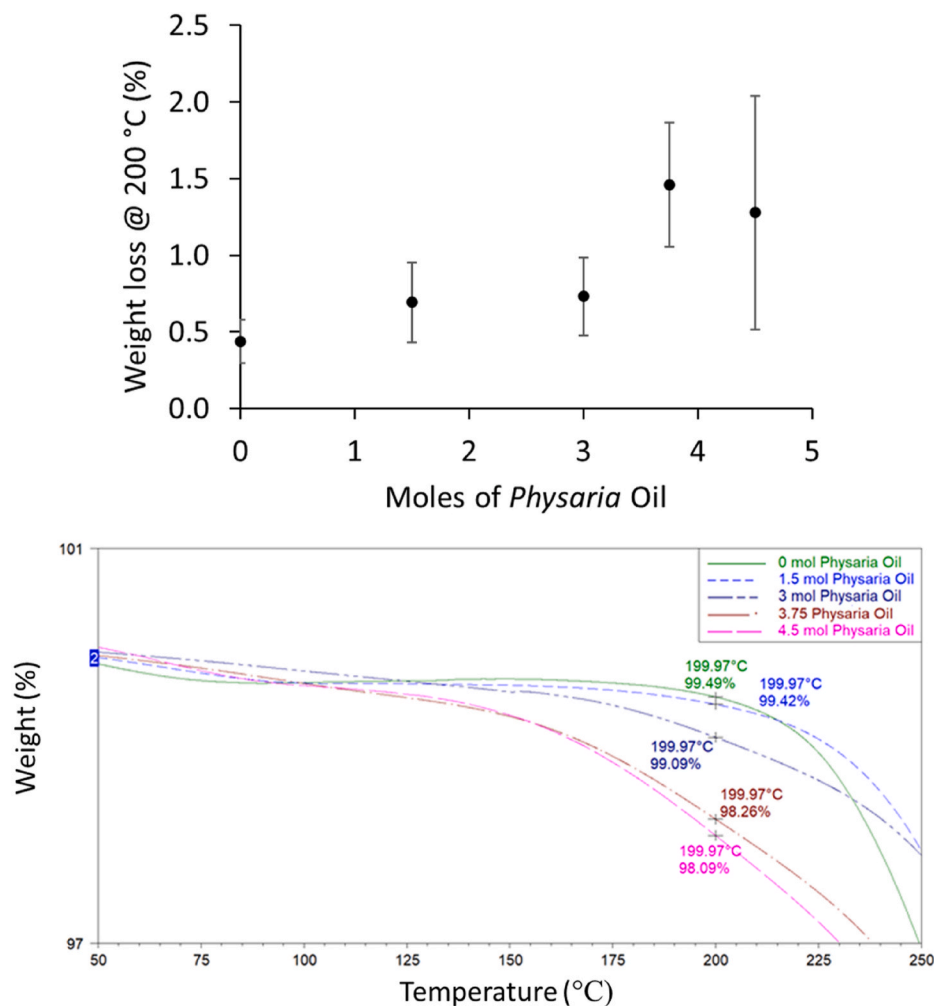 2.5
2.0
1.5
1.0
0.5
0.0
Weight loss @ 200 °C (%)
0 1 2 3 4 5
Moles of Physaria Oil
101
97
Weight (%)
2
0 mol Physaria Oil
1.5 mol Physaria Oil
3 mol Physaria Oil
3.75 Physaria Oil
4.5 mol Physaria Oil
199.97°C
99.49%
199.97°C
99.42%
199.97°C
99.09%
199.97°C
98.26%
199.97°C
98.09%
50 75 100 125 150 175 200 225 250
Temperature (°C)